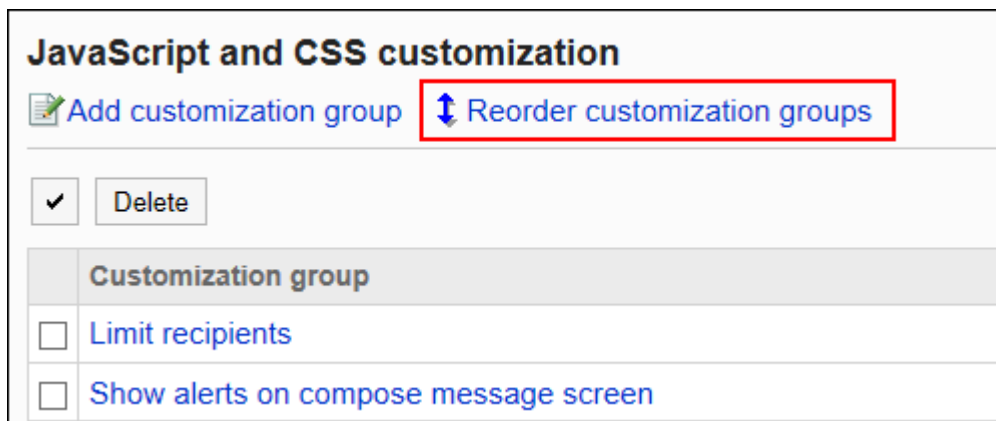 JavaScript and CSS customization
Add customization group Reorder customization groups
Delete
Customization group
Limit recipients
Show alerts on compose message screen